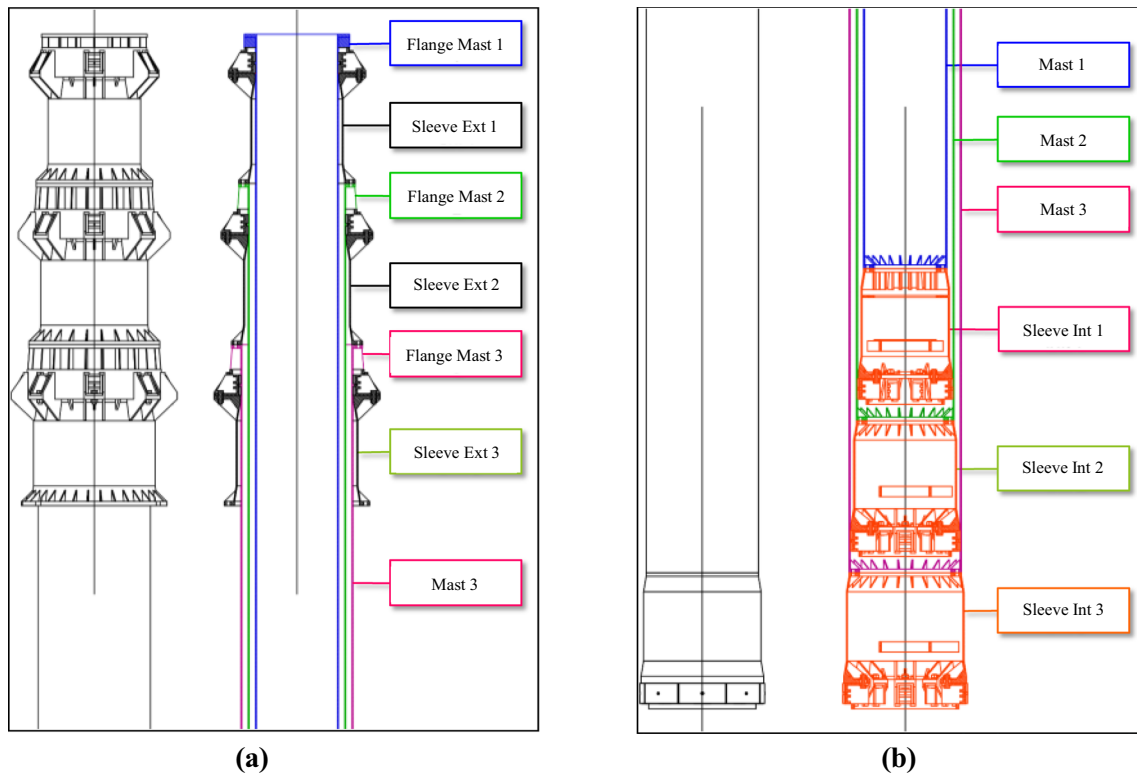 Flange Mast 1
Sleeve Ext 1
Flange Mast 2
Sleeve Ext 2
Flange Mast 3
Sleeve Ext 3
Mast 3
(a)
Mast 1
Mast 2
Mast 3
Sleeve Int 1
Sleeve Int 2
Sleeve Int 3
(b)